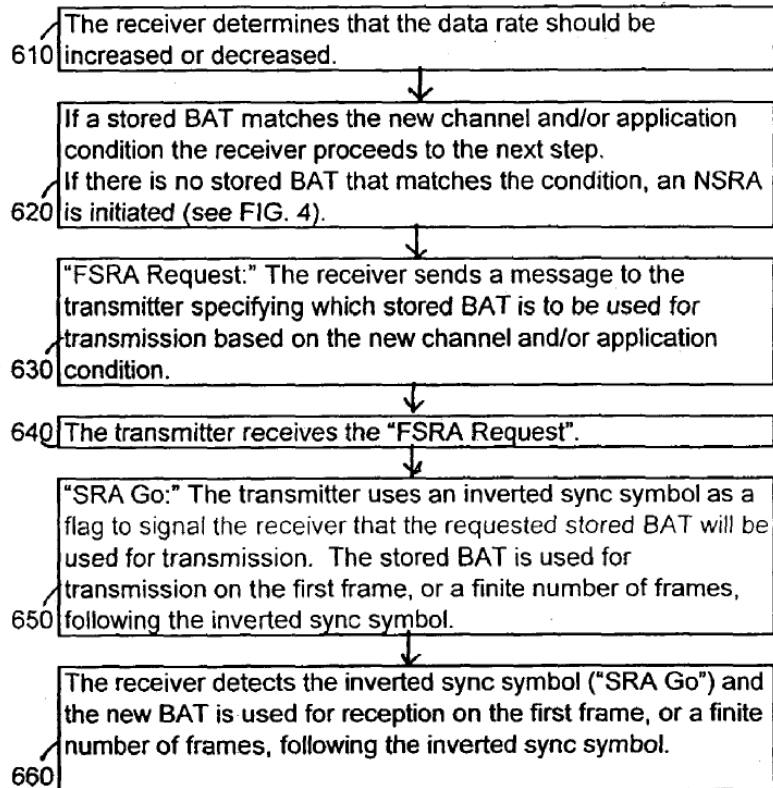 The receiver determines that the data rate should be
610 increased or decreased.
If a stored BAT matches the new channel and/or application
condition the receiver proceeds to the next step.
If there is no stored BAT that matches the condition, an NSRA
620 is initiated (see FIG. 4).
“FSRA Request:” The receiver sends a message to the
transmitter specifying which stored BAT is to be used for
transmission based on the new channel and/or application
630 condition.
640 The transmitter receives the “FSRA Request”.
“SRA Go:” The transmitter uses an inverted sync symbol as a
flag to signal the receiver that the requested stored BAT will be
used for transmission. The stored BAT is used for
transmission on the first frame, or a finite number of frames,
650 following the inverted sync symbol.
The receiver detects the inverted sync symbol (“SRA Go”) and
the new BAT is used for reception on the first frame, or a finite
number of frames, following the inverted sync symbol.
660